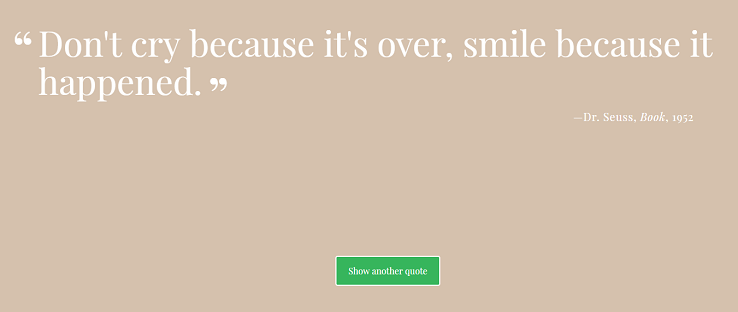 “ Don't cry because it's over, smile because it
happened. ”
—Dr. Seuss, Book, 1952
Show another quote